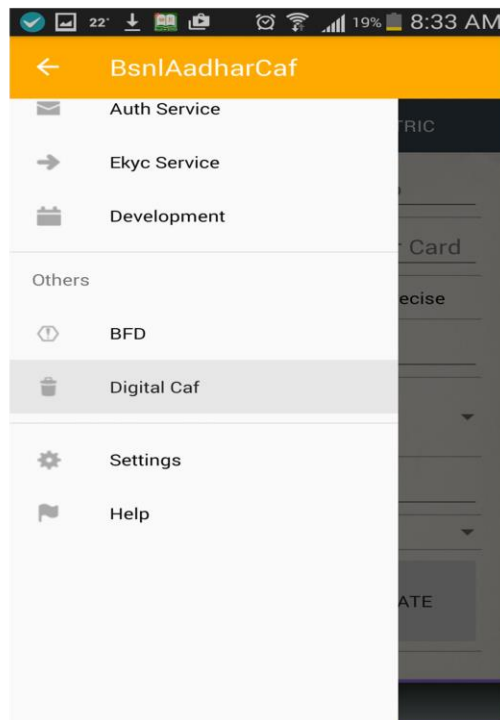 22° 19% 8:33 AM
BsnlAadharCaf
Auth Service
TRIC
Ekyc Service
Development
Card
Others
ecise
BFD
Digital Caf
Settings
Help
ATE